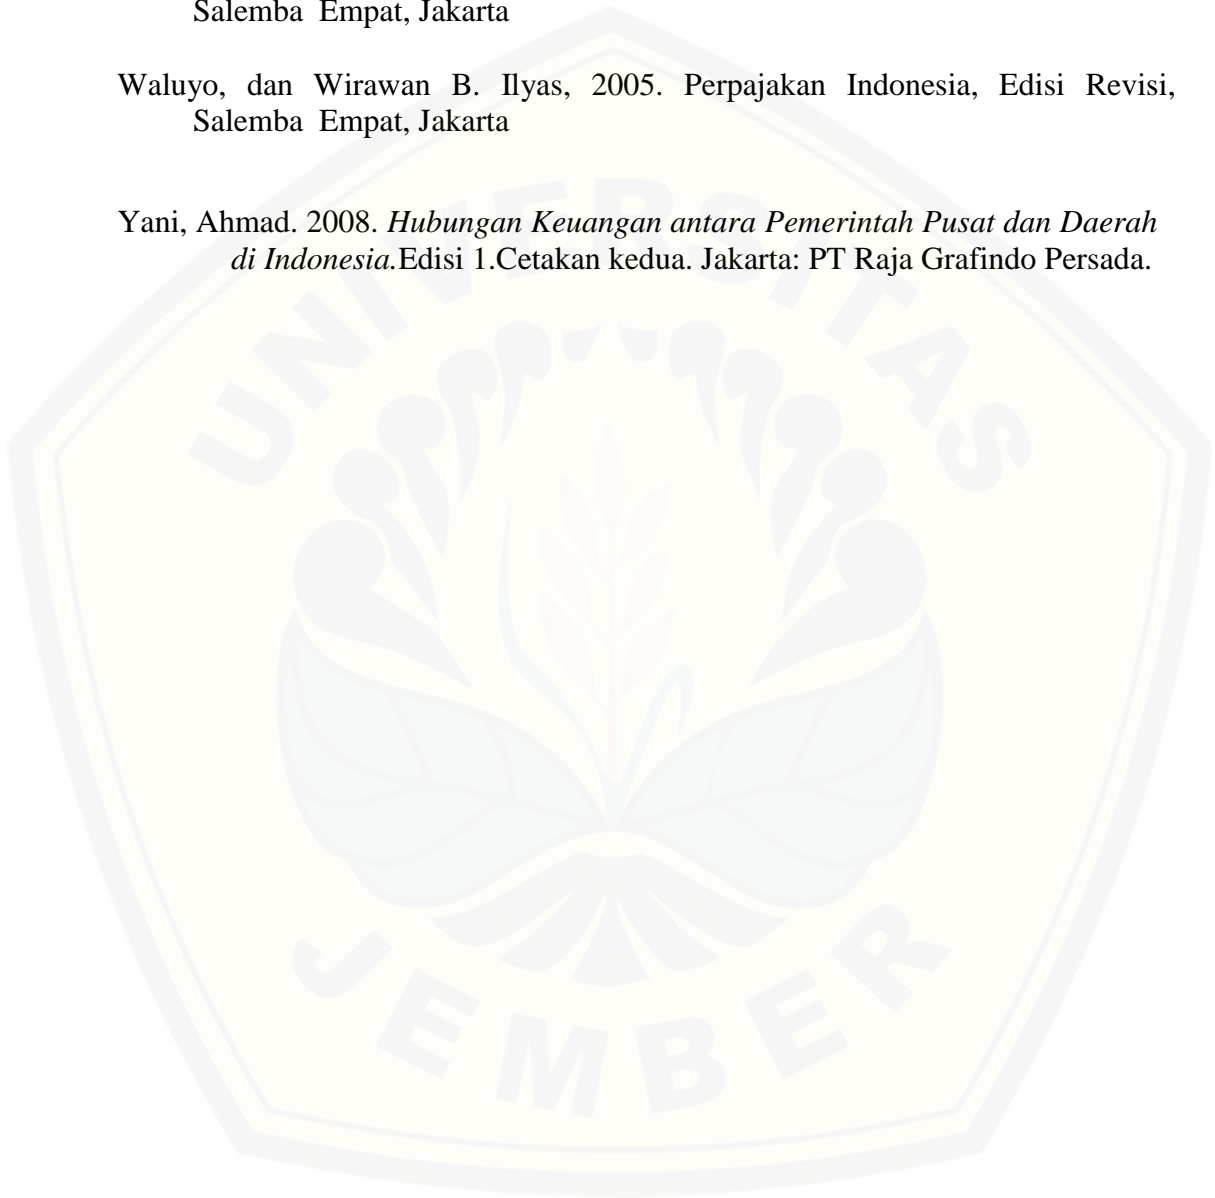 Salemba Empat, Jakarta
Waluyo, dan Wirawan B. Ilyas, 2005. Perpajakan Indonesia, Edisi Revisi,
Salemba Empat, Jakarta
Yani, Ahmad. 2008. Hubungan Keuangan antara Pemerintah Pusat dan Daerah
di Indonesia.Edisi 1.Cetakan kedua. Jakarta: PT Raja Grafindo Persada.
UNIVERSITAS
JEMBER